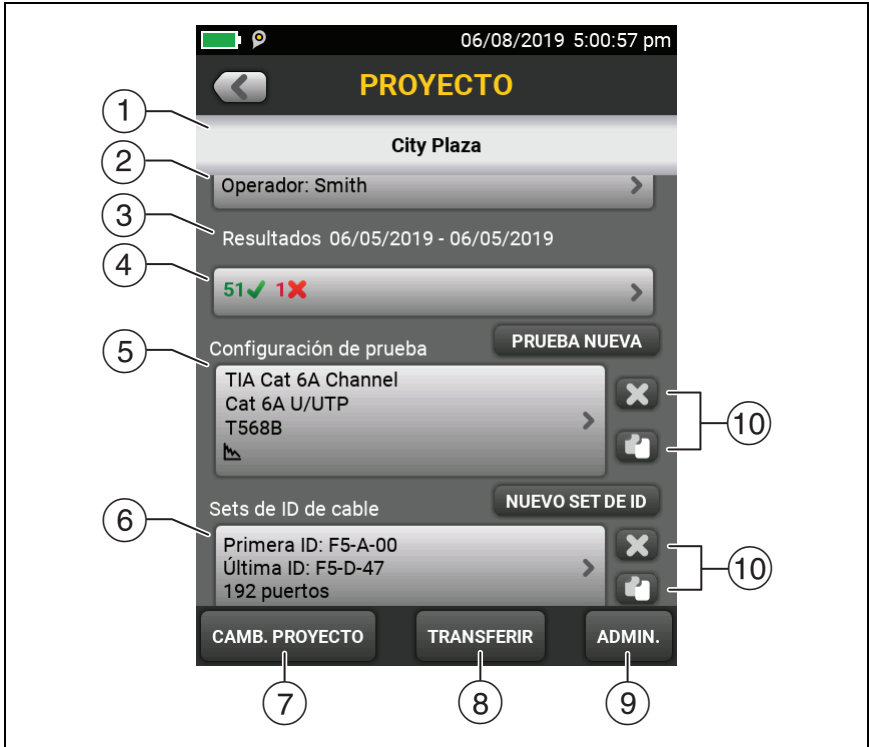 06/08/2019 5:00:57 pm
PROYECTO
1
City Plaza
2
Operador: Smith
3
Resultados 06/05/2019 - 06/05/2019
4
51 1
PRUEBA NUEVA
5
Configuración de prueba
TIA Cat 6A Channel
Cat 6A U/UTP
T568B
10
NUEVO SET DE ID
6
Sets de ID de cable
Primera ID: F5-A-00
Última ID: F5-D-47
192 puertos
10
CAMB. PROYECTO
TRANSFERIR
ADMIN.
7
8
9